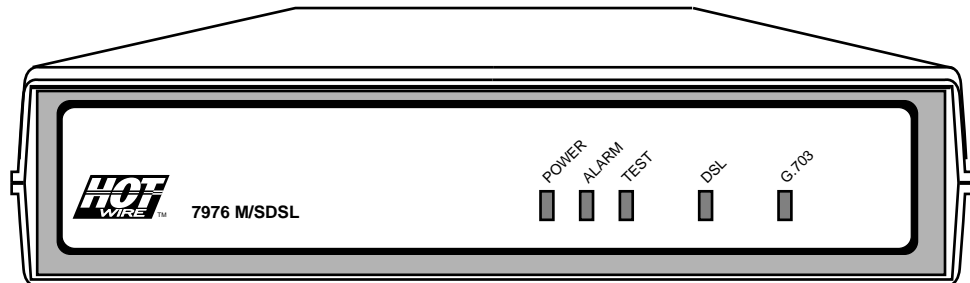 POWER
ALARM
TEST
DSL
G.703
HOT
WIRE TM
7976 M/SDSL